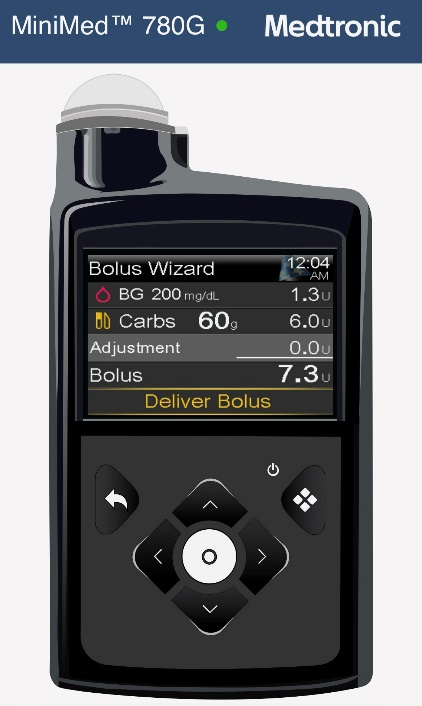 MiniMed™ 780G Medtronic
Bolus Wizard 12:04 AM
BG 200 mg/dL 1.3U
Carbs 60g 6.0U
Adjustment 0.0U
Bolus 7.3U
Deliver Bolus